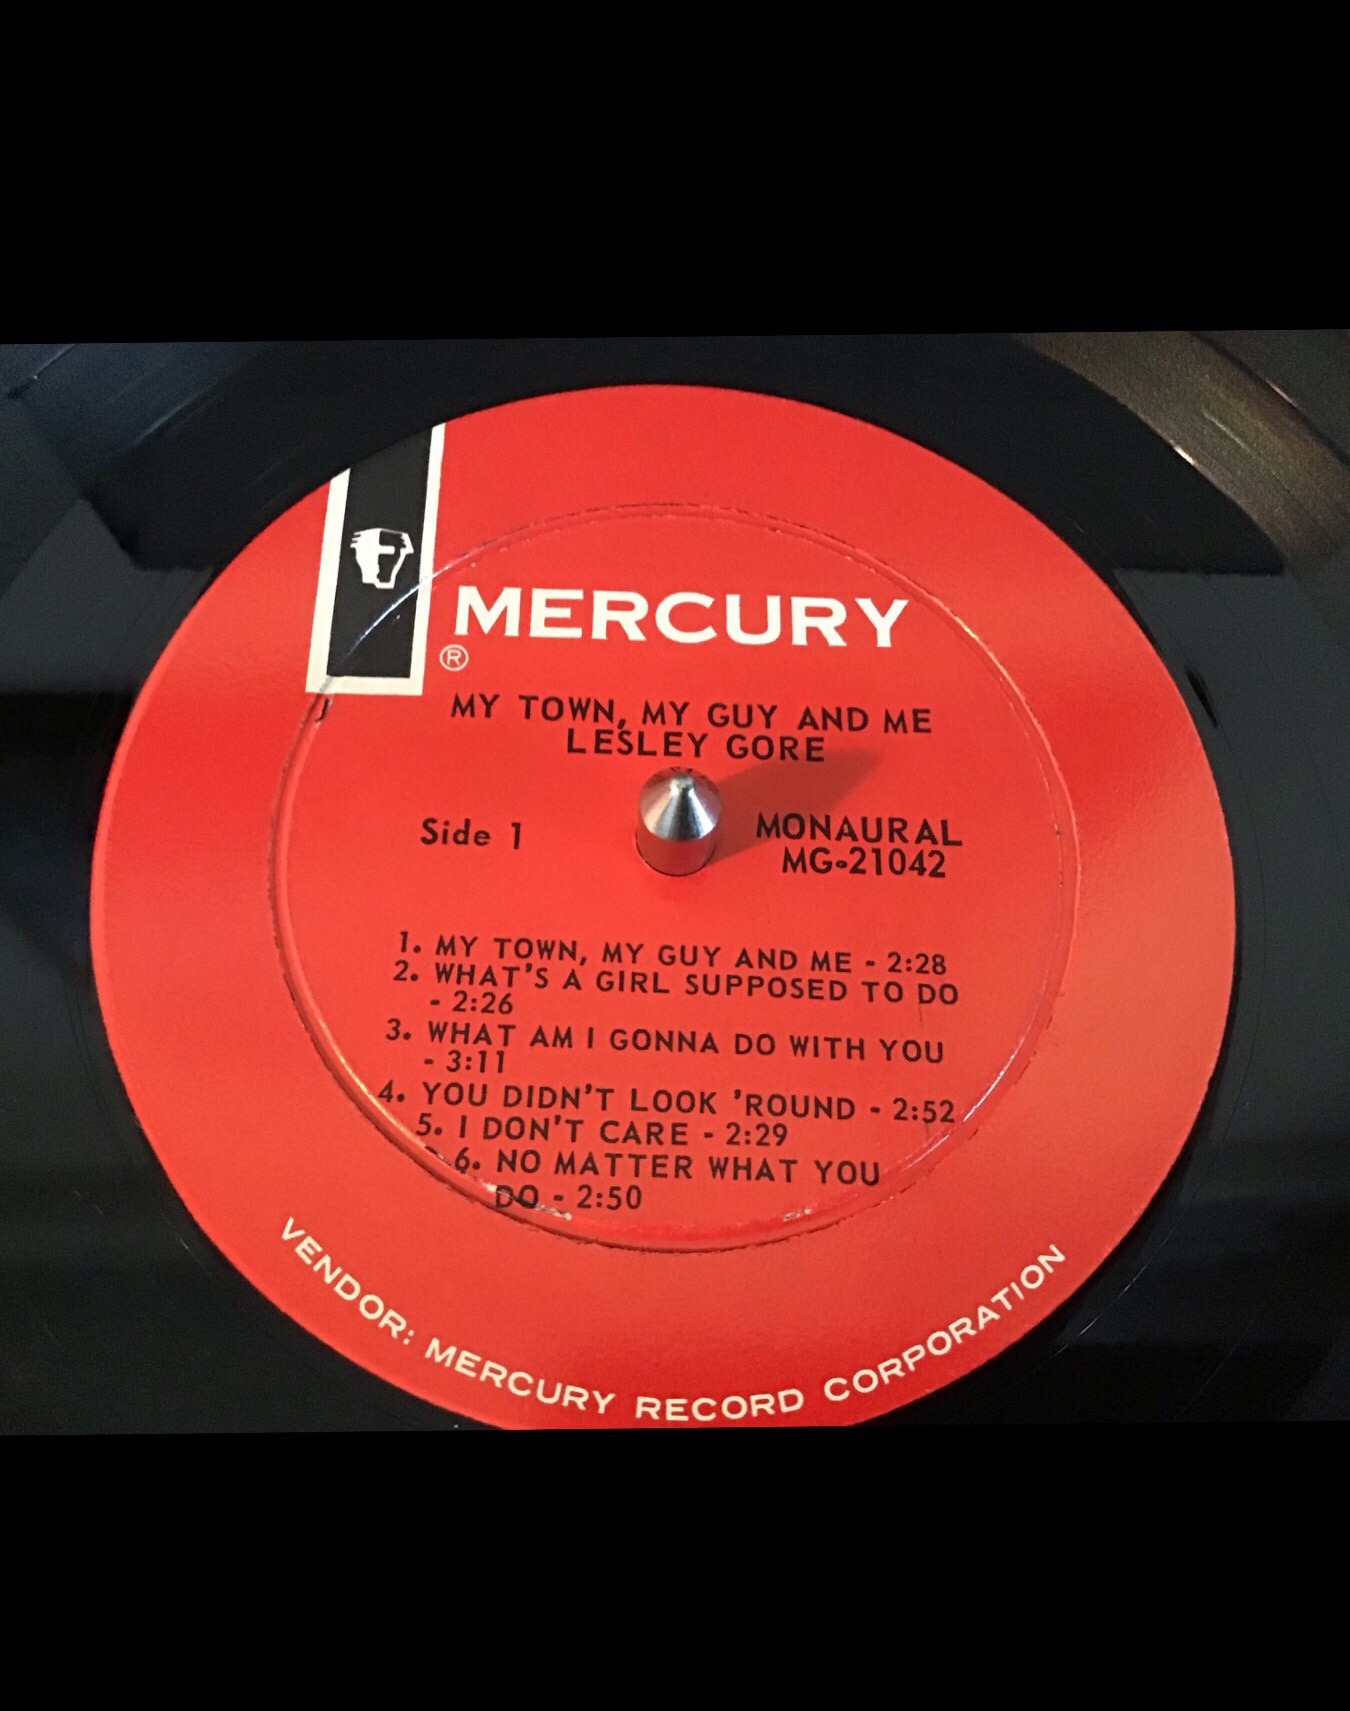 MERCURY
®
MY TOWN, MY GUY AND ME
LESLEY GORE
Side 1
MONAURAL
MG-21042
1. MY TOWN, MY GUY AND ME - 2:28
2. WHAT'S A GIRL SUPPOSED TO DO
- 2:26
3. WHAT AM I GONNA DO WITH YOU
- 3:11
4. YOU DIDN'T LOOK 'ROUND - 2:52
5. I DON'T CARE - 2:29
6. NO MATTER WHAT YOU
DO - 2:50
VENDOR: MERCURY RECORD CORPORATION